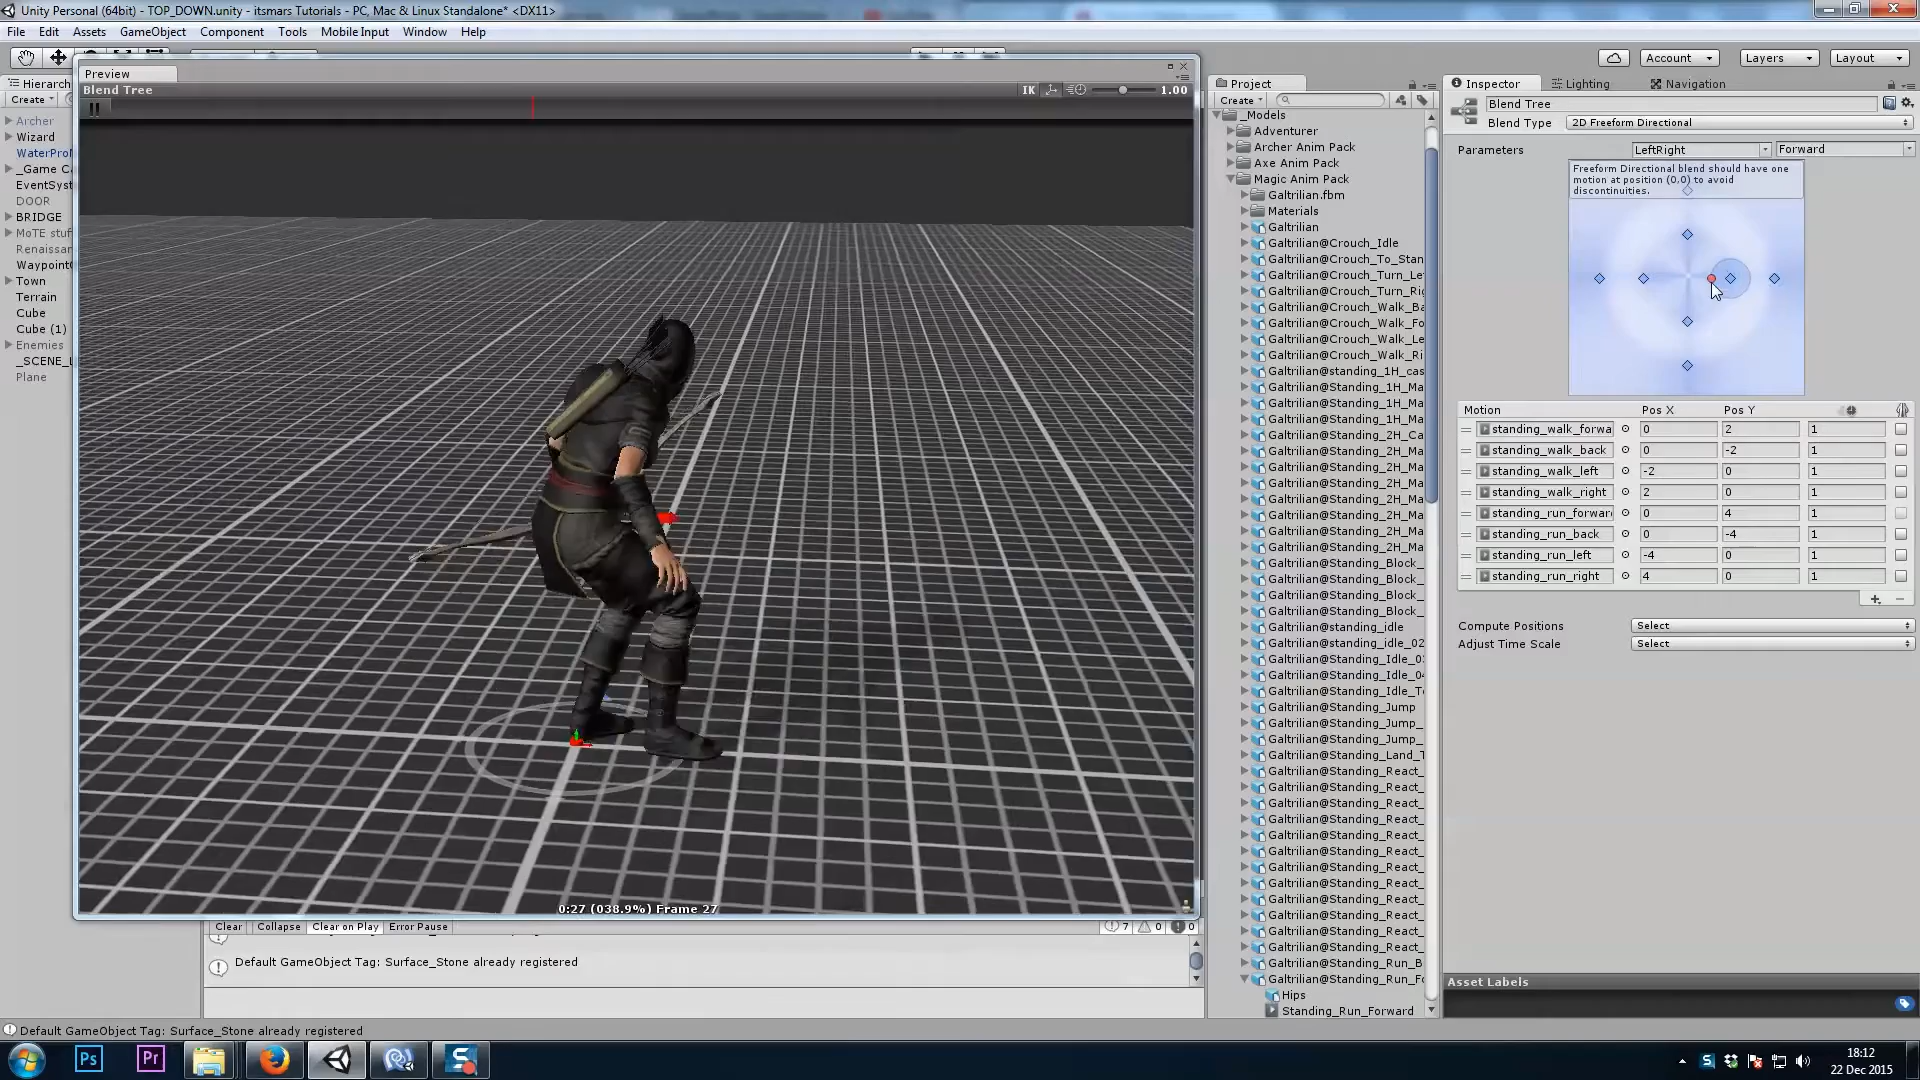 Unity Personal (64bit) - TOP_DOWN.unity - itsmars Tutorials - PC, Mac & Linux Standalone* <DX11>
File Edit Assets GameObject Component Tools Mobile Input Window Help
Account Layers Layout
Hierarch
Create
Archer
Wizard
WaterPro
_Game Ca
EventSyst
DOOR
BRIDGE
MoTE stuf
Renaissan
Waypoint
Town
Terrain
Cube
Cube (1)
Enemies
_SCENE_L
Plane
Preview
Blend Tree
IK 1.00
0:27 (038.9%) Frame 27
Clear Collapse Clear on Play Error Pause 7 0 0
Default GameObject Tag: Surface_Stone already registered
Project
Create
_Models
Adventurer
Archer Anim Pack
Axe Anim Pack
Magic Anim Pack
Galtrilian.fbm
Materials
Galtrilian
Galtrilian@Crouch_Idle
Galtrilian@Crouch_To_Stan
Galtrilian@Crouch_Turn_Le
Galtrilian@Crouch_Turn_Rig
Galtrilian@Crouch_Walk_Ba
Galtrilian@Crouch_Walk_Fo
Galtrilian@Crouch_Walk_Le
Galtrilian@Crouch_Walk_Ri
Galtrilian@standing_1H_cas
Galtrilian@Standing_1H_Ma
Galtrilian@Standing_1H_Ma
Galtrilian@Standing_1H_Ma
Galtrilian@Standing_2H_Ca
Galtrilian@Standing_2H_Ma
Galtrilian@Standing_2H_Ma
Galtrilian@Standing_2H_Ma
Galtrilian@Standing_2H_Ma
Galtrilian@Standing_2H_Ma
Galtrilian@Standing_2H_Ma
Galtrilian@Standing_2H_Ma
Galtrilian@Standing_Block_
Galtrilian@Standing_Block_
Galtrilian@Standing_Block_
Galtrilian@Standing_Block_
Galtrilian@standing_idle
Galtrilian@standing_idle_02
Galtrilian@Standing_Idle_03
Galtrilian@Standing_Idle_04
Galtrilian@Standing_Idle_T
Galtrilian@Standing_Jump
Galtrilian@Standing_Jump_
Galtrilian@Standing_Jump_
Galtrilian@Standing_Land_T
Galtrilian@Standing_React_
Galtrilian@Standing_React_
Galtrilian@Standing_React_
Galtrilian@Standing_React_
Galtrilian@Standing_React_
Galtrilian@Standing_React_
Galtrilian@Standing_React_
Galtrilian@Standing_React_
Galtrilian@Standing_React_
Galtrilian@Standing_React_
Galtrilian@Standing_React_
Galtrilian@Standing_React_
Galtrilian@Standing_Run_B
Galtrilian@Standing_Run_Fo
Hips
Standing_Run_Forward
Inspector Lighting Navigation
Blend Tree
Blend Type 2D Freeform Directional
Parameters LeftRight Forward
Freeform Directional blend should have one
motion at position (0,0) to avoid
discontinuities.
Motion Pos X Pos Y
standing_walk_forwa 0 2 1
standing_walk_back 0 -2 1
standing_walk_left -2 0 1
standing_walk_right 2 0 1
standing_run_forward 0 4 1
standing_run_back 0 -4 1
standing_run_left -4 0 1
standing_run_right 4 0 1
Compute Positions Select
Adjust Time Scale Select
Asset Labels
Default GameObject Tag: Surface_Stone already registered
Ps Pr S S 18:12
22 Dec 2015